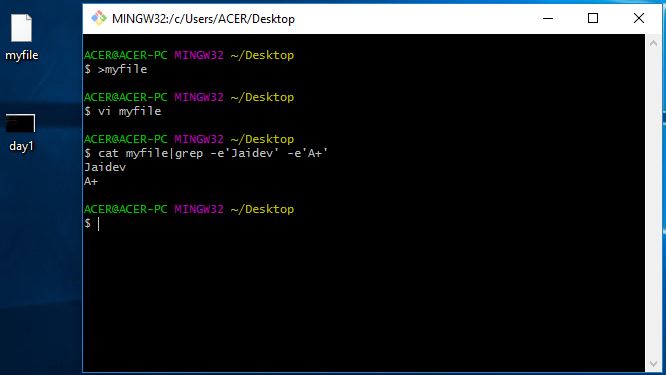 MINGW32:/c/Users/ACER/Desktop
myfile
day1
ACER@ACER-PC MINGW32 ~/Desktop
$ >myfile
ACER@ACER-PC MINGW32 ~/Desktop
$ vi myfile
ACER@ACER-PC MINGW32 ~/Desktop
$ cat myfile|grep -e'Jaidev' -e'A+'
Jaidev
A+
ACER@ACER-PC MINGW32 ~/Desktop
$